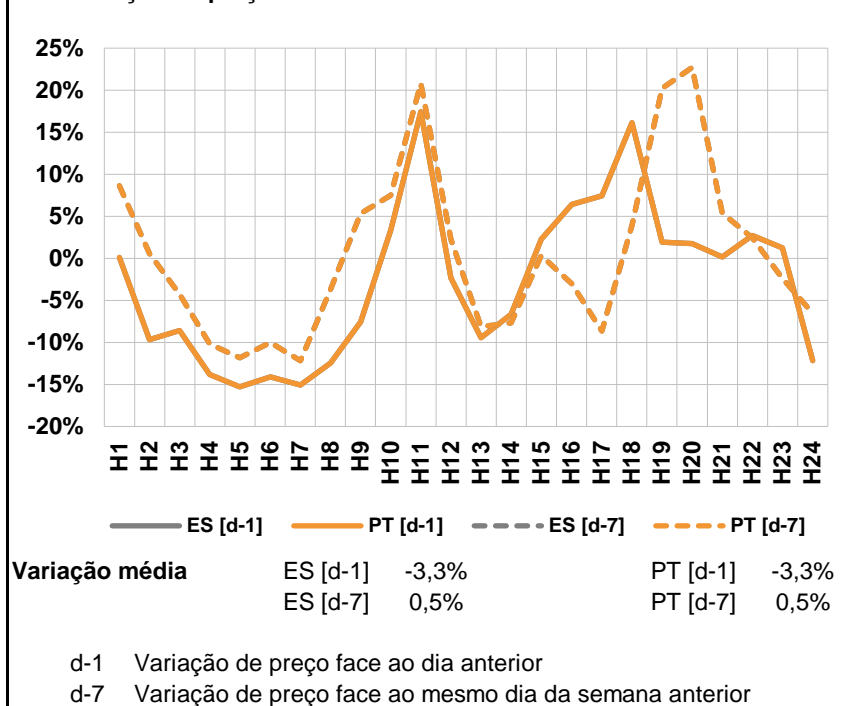 25%
20%
15%
10%
5%
0%
-5%
-10%
-15%
-20%
H1 H2 H3 H4 H5 H6 H7 H8 H9 H10 H11 H12 H13 H14 H15 H16 H17 H18 H19 H20 H21 H22 H23 H24
ES [d-1] PT [d-1] ES [d-7] PT [d-7]
Variação média ES [d-1] -3,3% PT [d-1] -3,3%
ES [d-7] 0,5% PT [d-7] 0,5%
d-1 Variação de preço face ao dia anterior
d-7 Variação de preço face ao mesmo dia da semana anterior